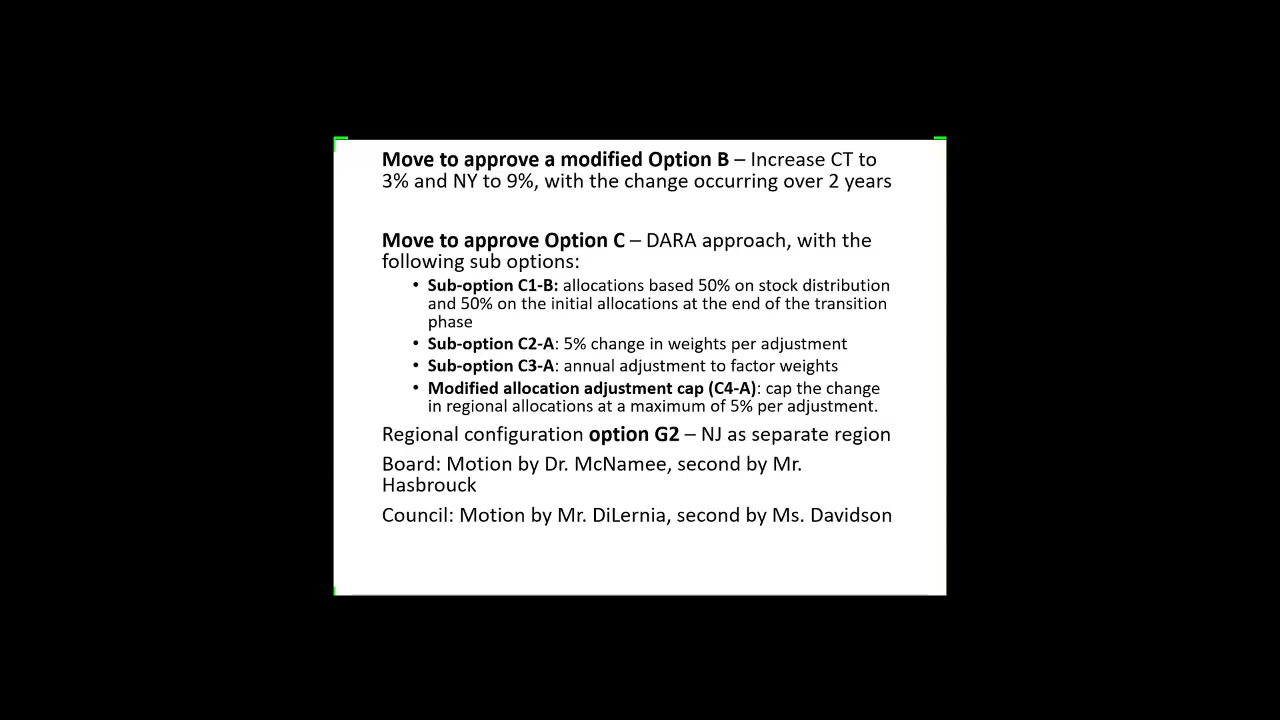 Move to approve a modified Option B – Increase CT to
3% and NY to 9%, with the change occurring over 2 years
Move to approve Option C – DARA approach, with the
following sub options:
• Sub-option C1-B: allocations based 50% on stock distribution
and 50% on the initial allocations at the end of the transition
phase
• Sub-option C2-A: 5% change in weights per adjustment
• Sub-option C3-A: annual adjustment to factor weights
• Modified allocation adjustment cap (C4-A): cap the change
in regional allocations at a maximum of 5% per adjustment.
Regional configuration option G2 – NJ as separate region
Board: Motion by Dr. McNamee, second by Mr.
Hasbrouck
Council: Motion by Mr. DiLernia, second by Ms. Davidson